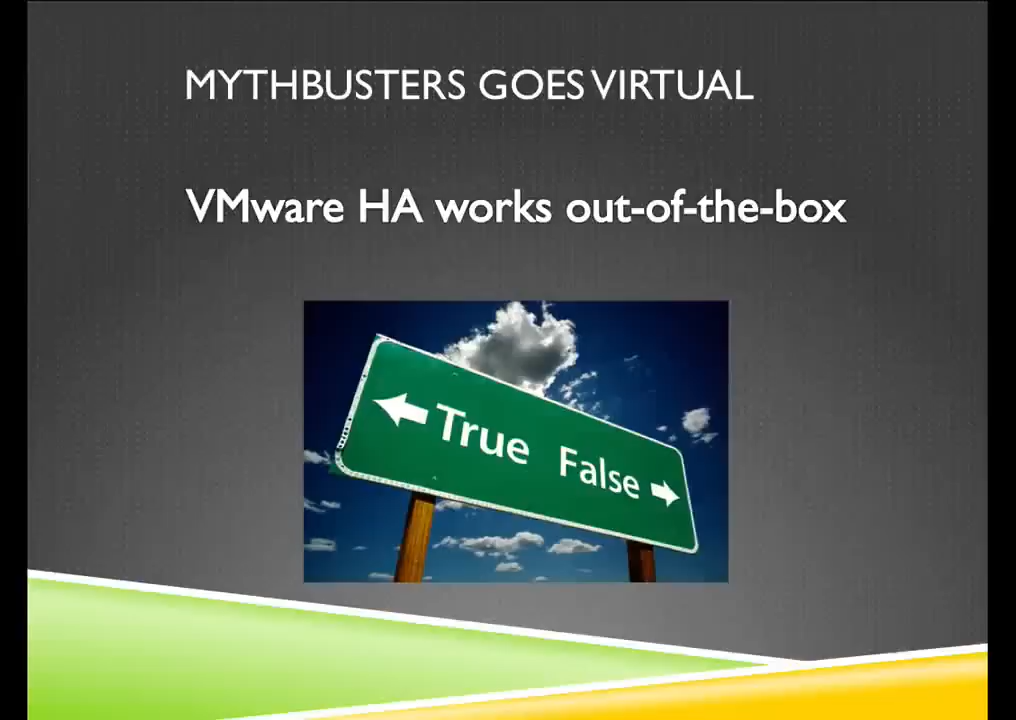 MYTHBUSTERS GOES VIRTUAL
VMware HA works out-of-the-box
True False